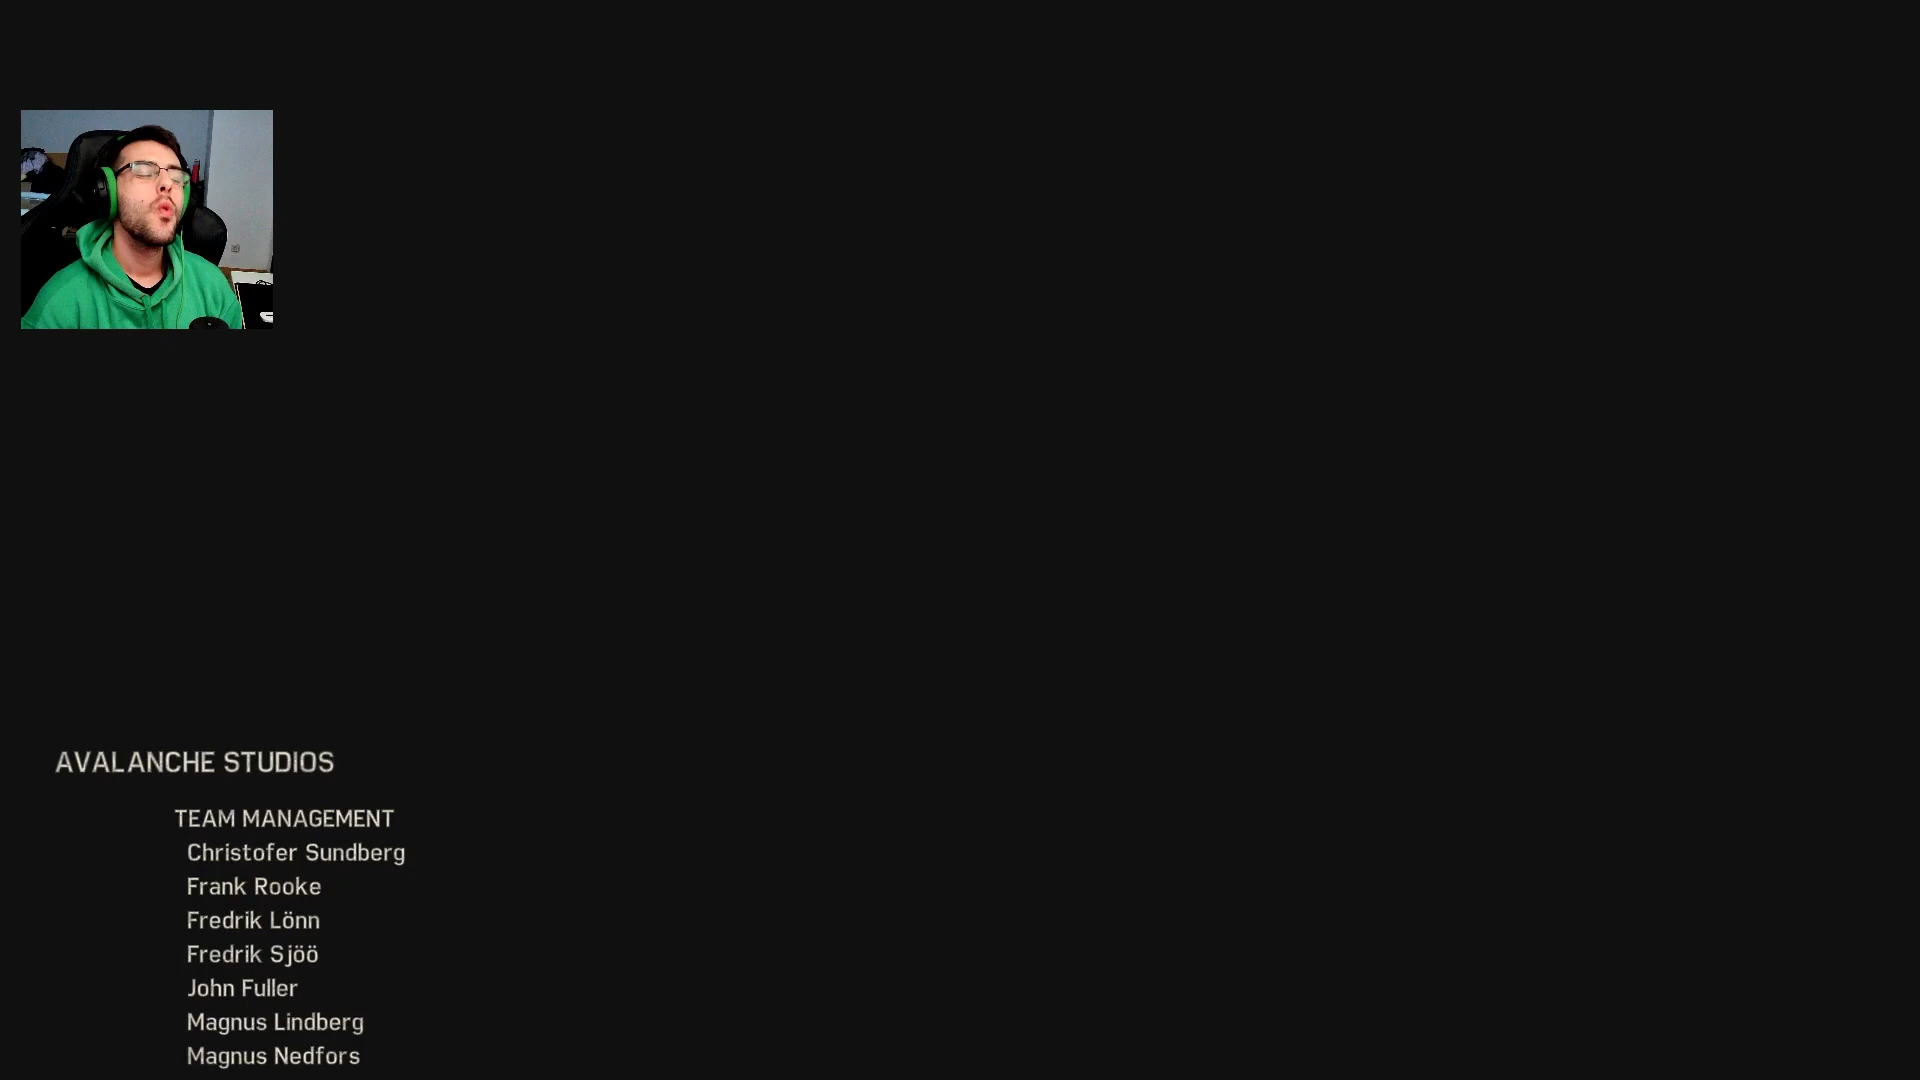 AVALANCHE STUDIOS
TEAM MANAGEMENT
Christofer Sundberg
Frank Rooke
Fredrik Lönn
Fredrik Sjöö
John Fuller
Magnus Lindberg
Magnus Nedfors